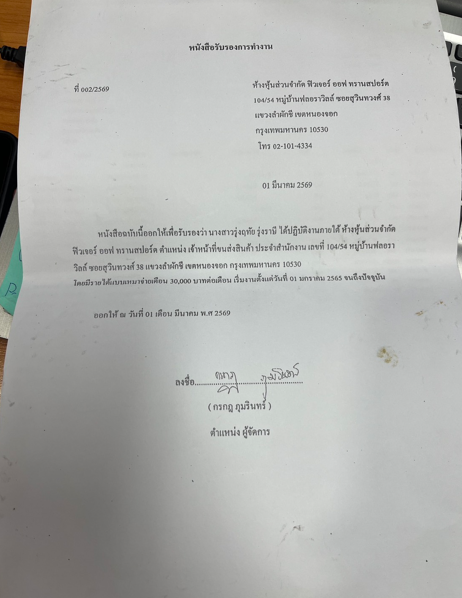 หนังสือรับรองการทำงาน
ที่ 002/2569
ห้างหุ้นส่วนจำกัด ฟิวเจอร์ ออฟ ทรานสปอร์ต
104/54 หมู่บ้านฟลอราวิลล์ ซอยสุวินทวงศ์ 38
แขวงลำผักชี เขตหนองจอก
กรุงเทพมหานคร 10530
โทร 02-101-4334
01 มีนาคม 2569
หนังสือฉบับนี้ออกให้เพื่อรับรองว่า นางสาวรุ่งฤทัย รุ่งรานี ได้ปฏิบัติงานภายใต้ ห้างหุ้นส่วนจำกัด
ฟิวเจอร์ ออฟ ทรานสปอร์ต ตำแหน่ง เจ้าหน้าที่ขนส่งสินค้า ประจำสำนักงาน เลขที่ 104/54 หมู่บ้านฟลอรา
วิลล์ ซอยสุวินทวงศ์ 38 แขวงลำผักชี เขตหนองจอก กรุงเทพมหานคร 10530
โดยมีรายได้แบบเหมาจ่ายเดือน 30,000 บาทต่อเดือน เริ่มงานตั้งแต่วันที่ 01 มกราคม 2565 จนถึงปัจจุบัน
ออกให้ ณ วันที่ 01 เดือน มีนาคม พ.ศ 2569
ลงชื่อ
( กรกฎ ภุมรินทร์ )
ตำแหน่ง ผู้จัดการ